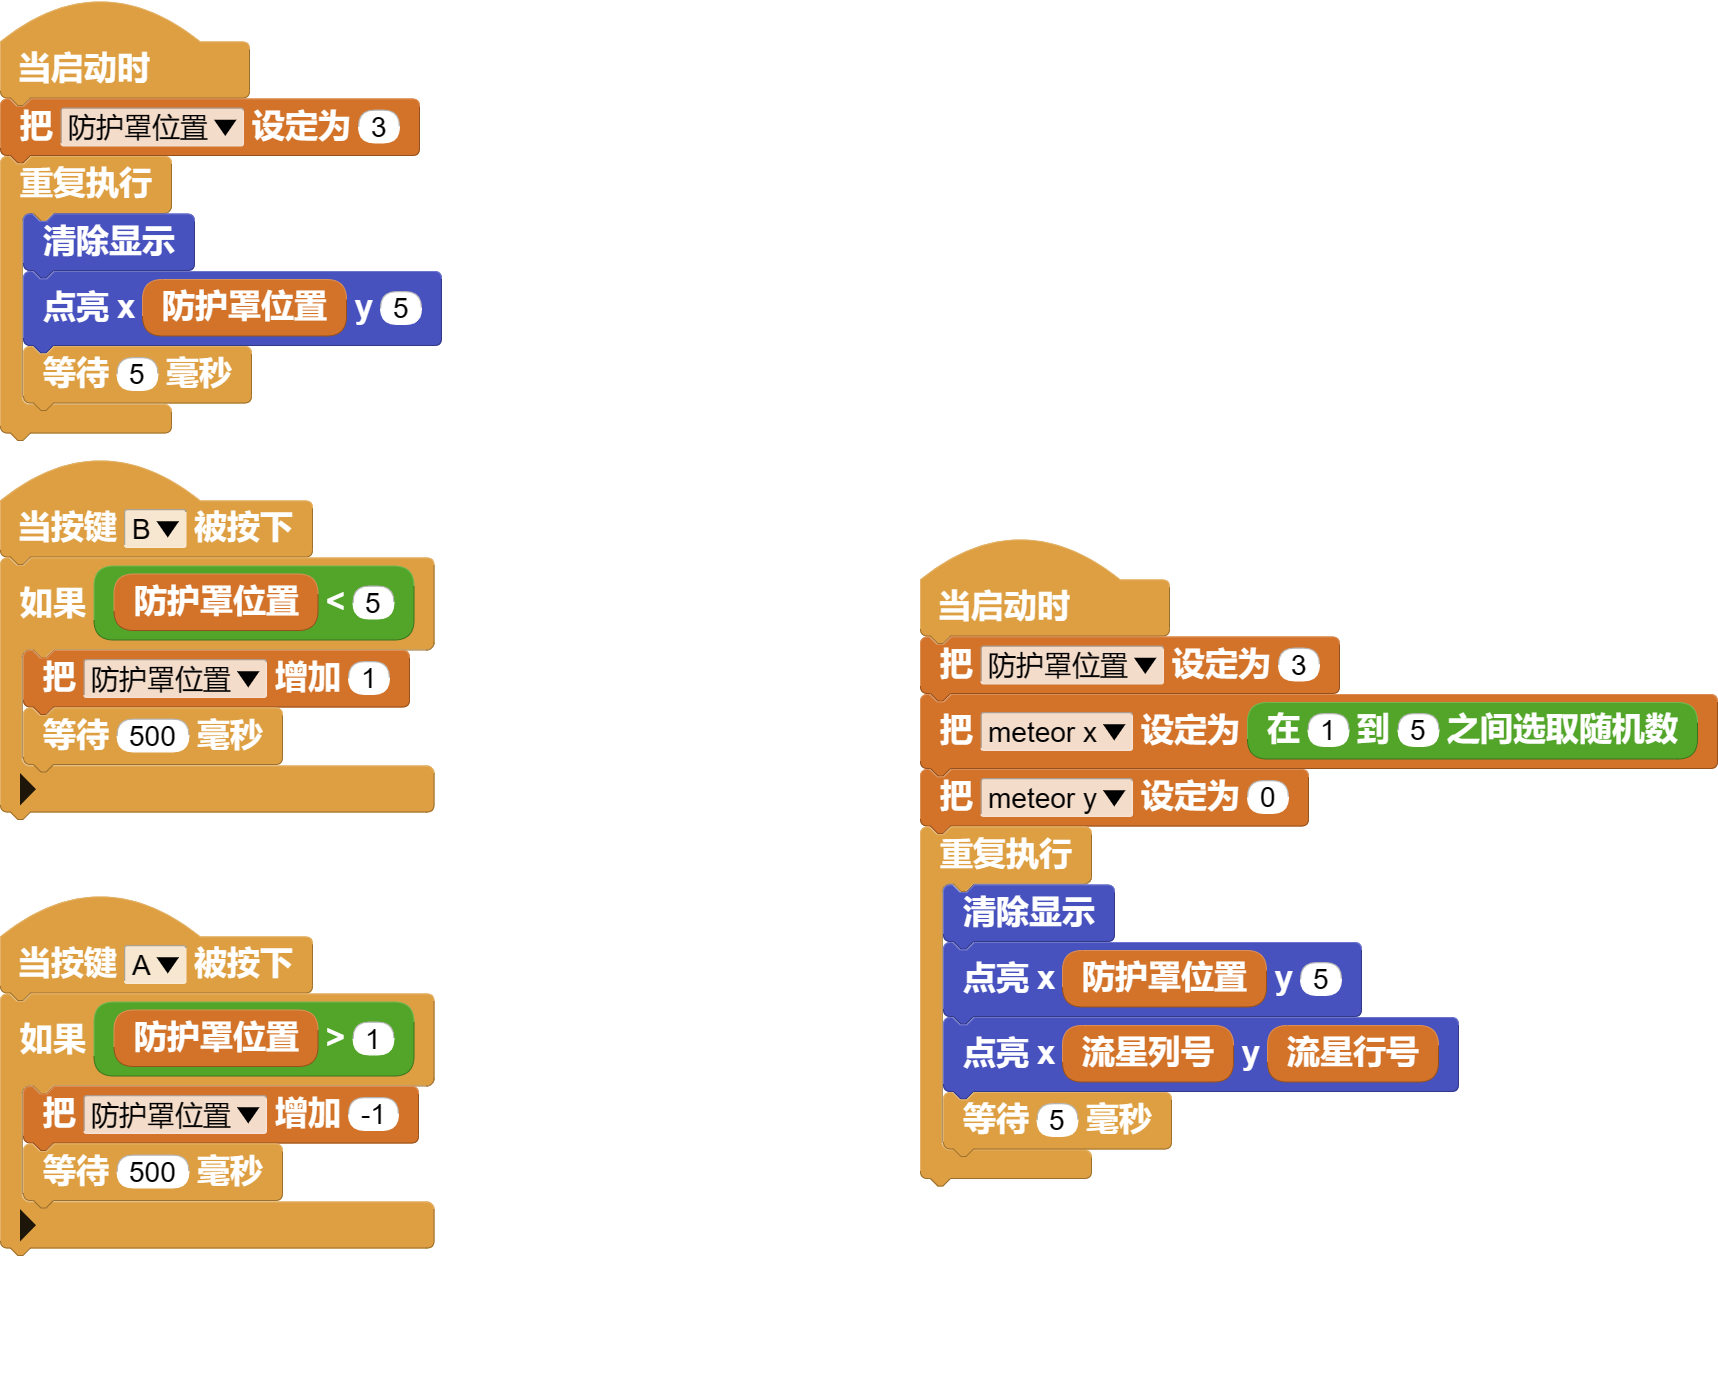 当启动时
把 防护罩位置 设定为 3
重复执行
清除显示
点亮 x 防护罩位置 y 5
等待 5 毫秒
当按键 B 被按下
如果 防护罩位置 < 5
把 防护罩位置 增加 1
等待 500 毫秒
当按键 A 被按下
如果 防护罩位置 > 1
把 防护罩位置 增加 -1
等待 500 毫秒
当启动时
把 防护罩位置 设定为 3
把 meteor x 设定为 在 1 到 5 之间选取随机数
把 meteor y 设定为 0
重复执行
清除显示
点亮 x 防护罩位置 y 5
点亮 x 流星列号 y 流星行号
等待 5 毫秒